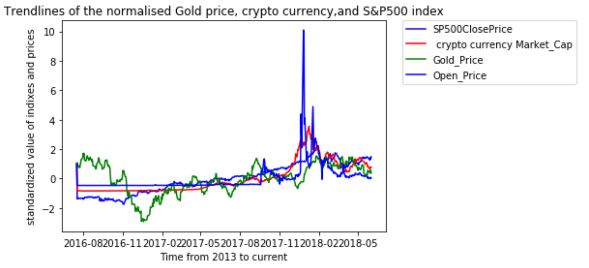 Trendlines of the normalised Gold price, crypto currency,and S&P500 index
SP500ClosePrice
crypto currency Market_Cap
Gold_Price
Open_Price
standardized value of indixes and prices
10
8
6
4
2
0
−2
2016-08 2016-11 2017-02 2017-05 2017-08 2017-11 2018-02 2018-05
Time from 2013 to current